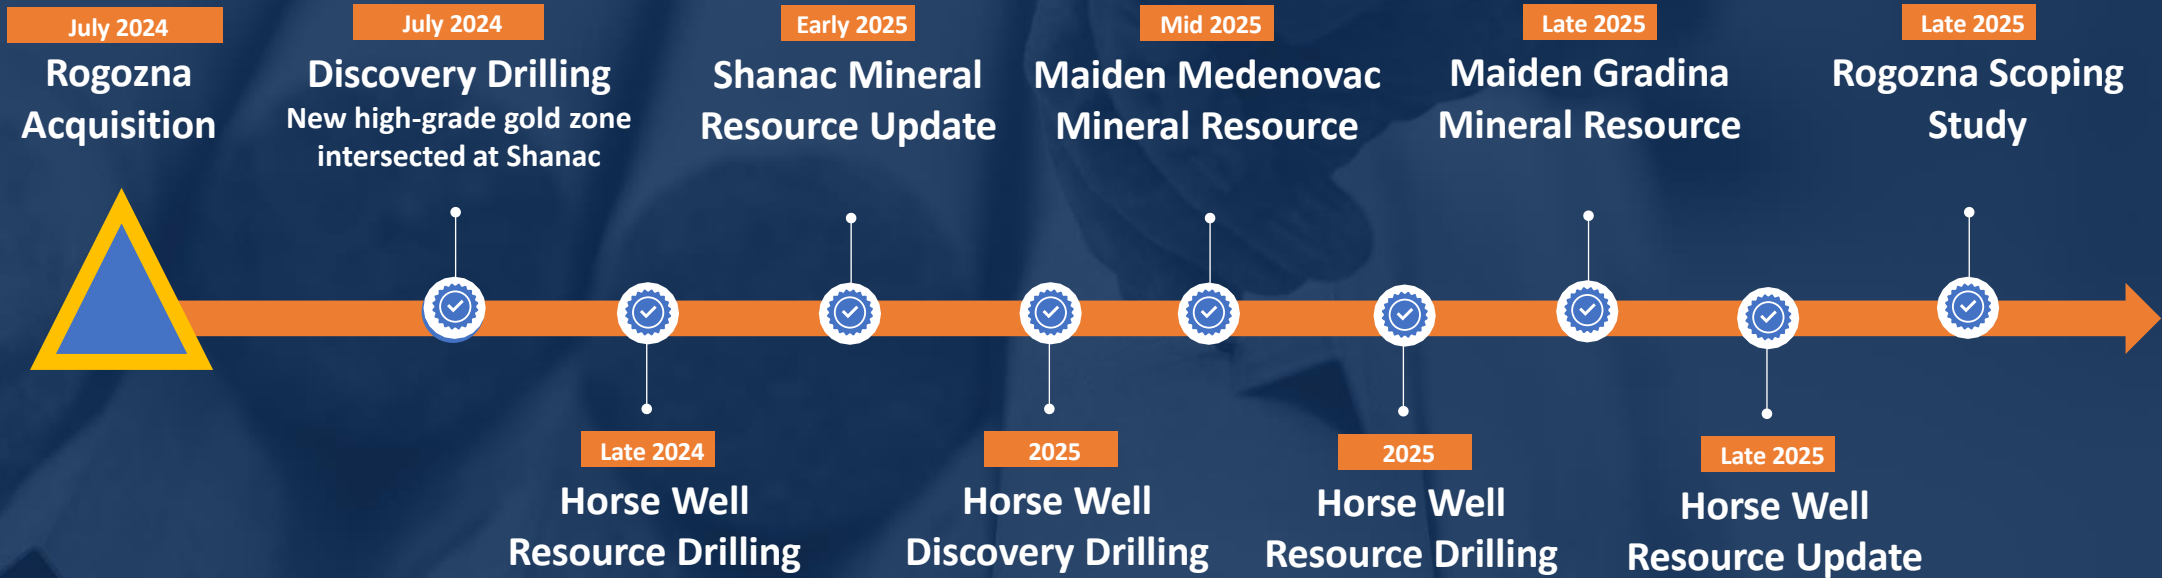 July 2024
Rogozna
Acquisition
July 2024
Discovery Drilling
New high-grade gold zone
intersected at Shanac
Early 2025
Shanac Mineral
Resource Update
Mid 2025
Maiden Medenovac
Mineral Resource
Late 2025
Maiden Gradina
Mineral Resource
Late 2025
Rogozna Scoping
Study
Late 2024
Horse Well
Resource Drilling
2025
Horse Well
Discovery Drilling
2025
Horse Well
Resource Drilling
Late 2025
Horse Well
Resource Update